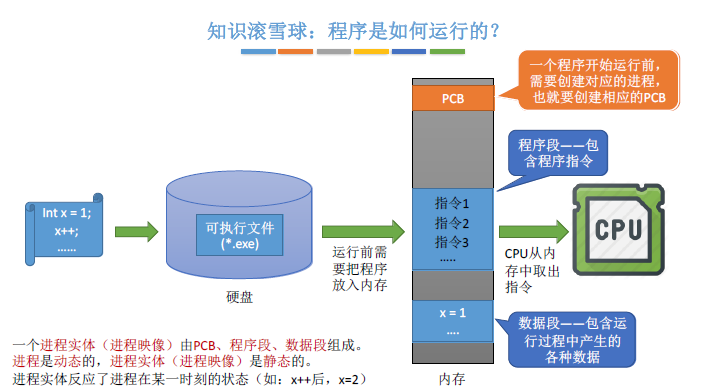 知识滚雪球：程序是如何运行的？
一个程序开始运行前，
需要创建对应的进程，
也就要创建相应的PCB
PCB
程序段——包
含程序指令
Int x = 1;
x++;
……
可执行文件
(*.exe)
硬盘
运行前需
要把程序
放入内存
指令1
指令2
指令3
…..
CPU从内
存中取出
指令
CPU
x = 1
….
数据段——包含运
行过程中产生的
各种数据
内存
一个进程实体（进程映像）由PCB、程序段、数据段组成。
进程是动态的，进程实体（进程映像）是静态的。
进程实体反应了进程在某一时刻的状态（如：x++后，x=2）